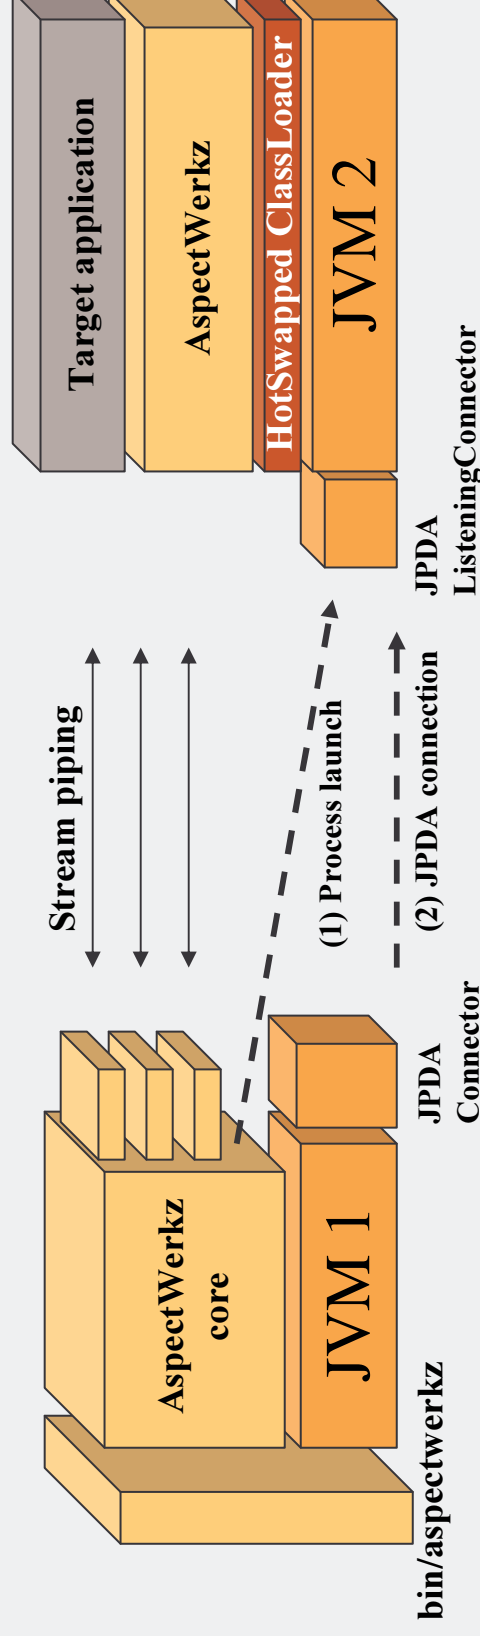 Target application
AspectWerkz
HotSwapped ClassLoader
JVM 2
JPDA
ListeningConnector
Stream piping
(1) Process launch
(2) JPDA connection
AspectWerkz
core
JVM 1
JPDA
Connector
bin/aspectwerkz